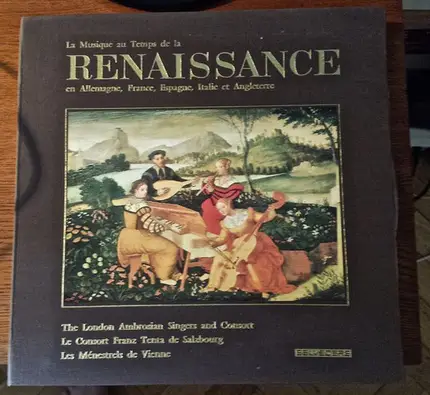 La Musique au Temps de la
RENAISSANCE
en Allemagne, France, Espagne, Italie et Angleterre
The London Ambrosian Singers and Consort
Le Consort Franz Tenta de Salzbourg
Les Ménestrels de Vienne